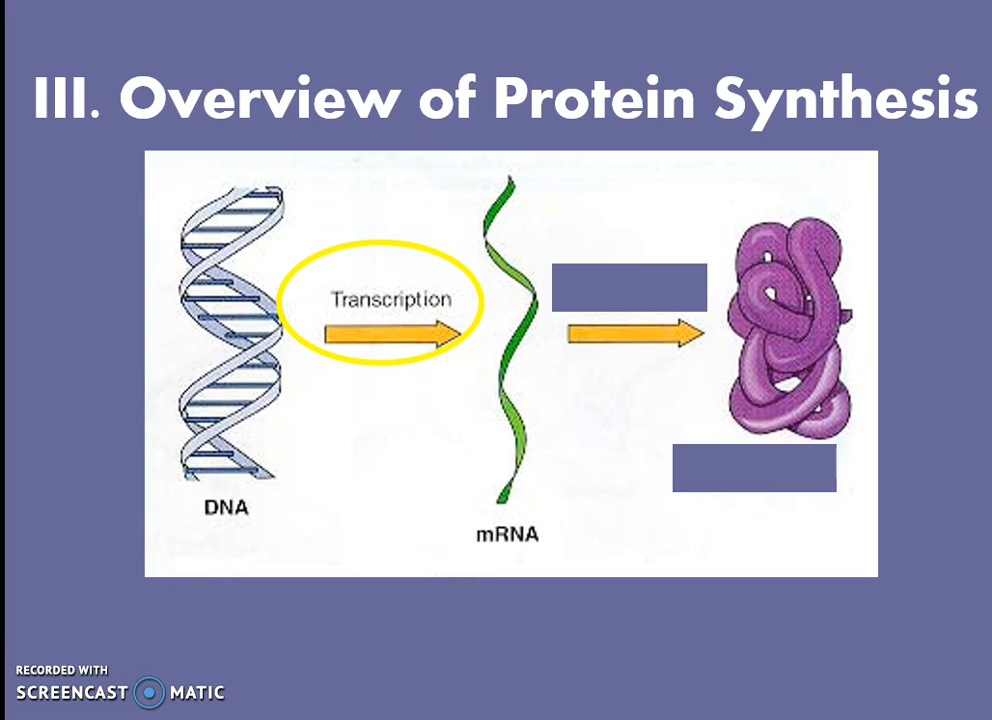 III. Overview of Protein Synthesis
Transcription
DNA
mRNA
RECORDED WITH
SCREENCAST MATIC